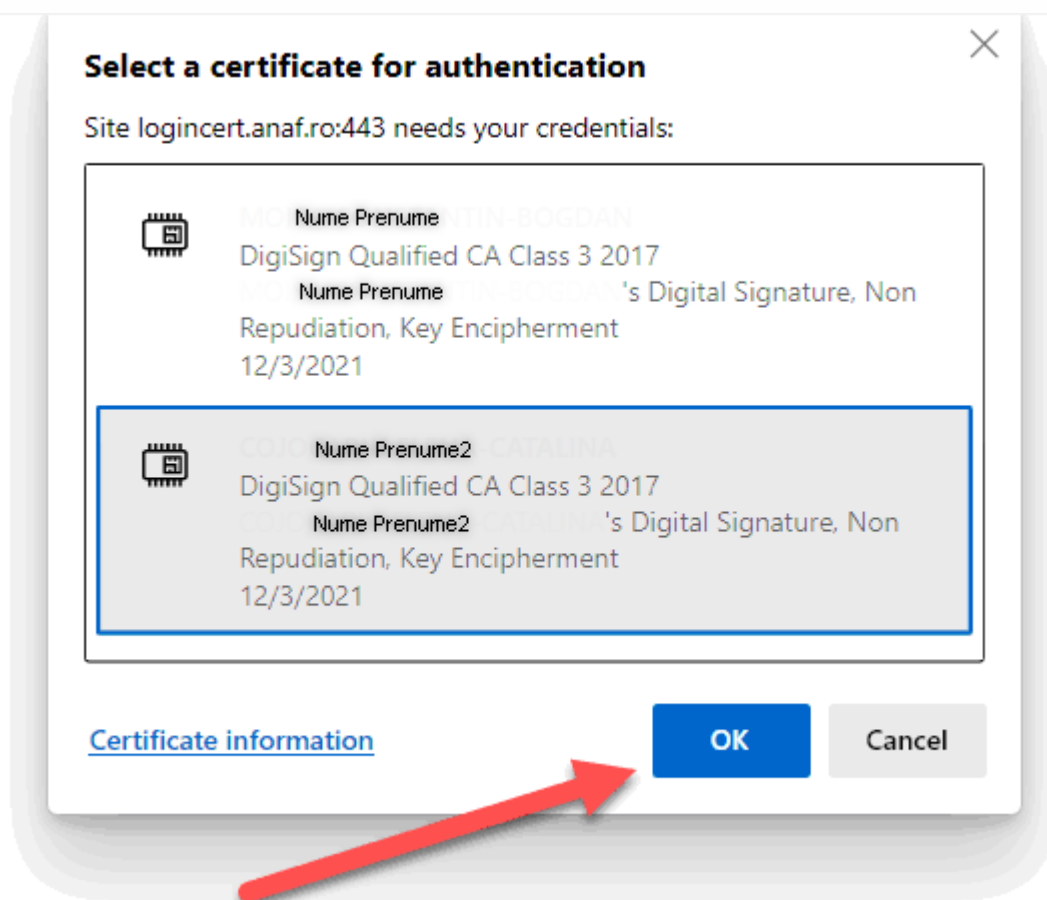 Select a certificate for authentication
Site logincert.anaf.ro:443 needs your credentials:
Nume Prenume
DigiSign Qualified CA Class 3 2017
Nume Prenume 's Digital Signature, Non
Repudiation, Key Encipherment
12/3/2021
Nume Prenume2
DigiSign Qualified CA Class 3 2017
Nume Prenume2 's Digital Signature, Non
Repudiation, Key Encipherment
12/3/2021
Certificate information
OK
Cancel